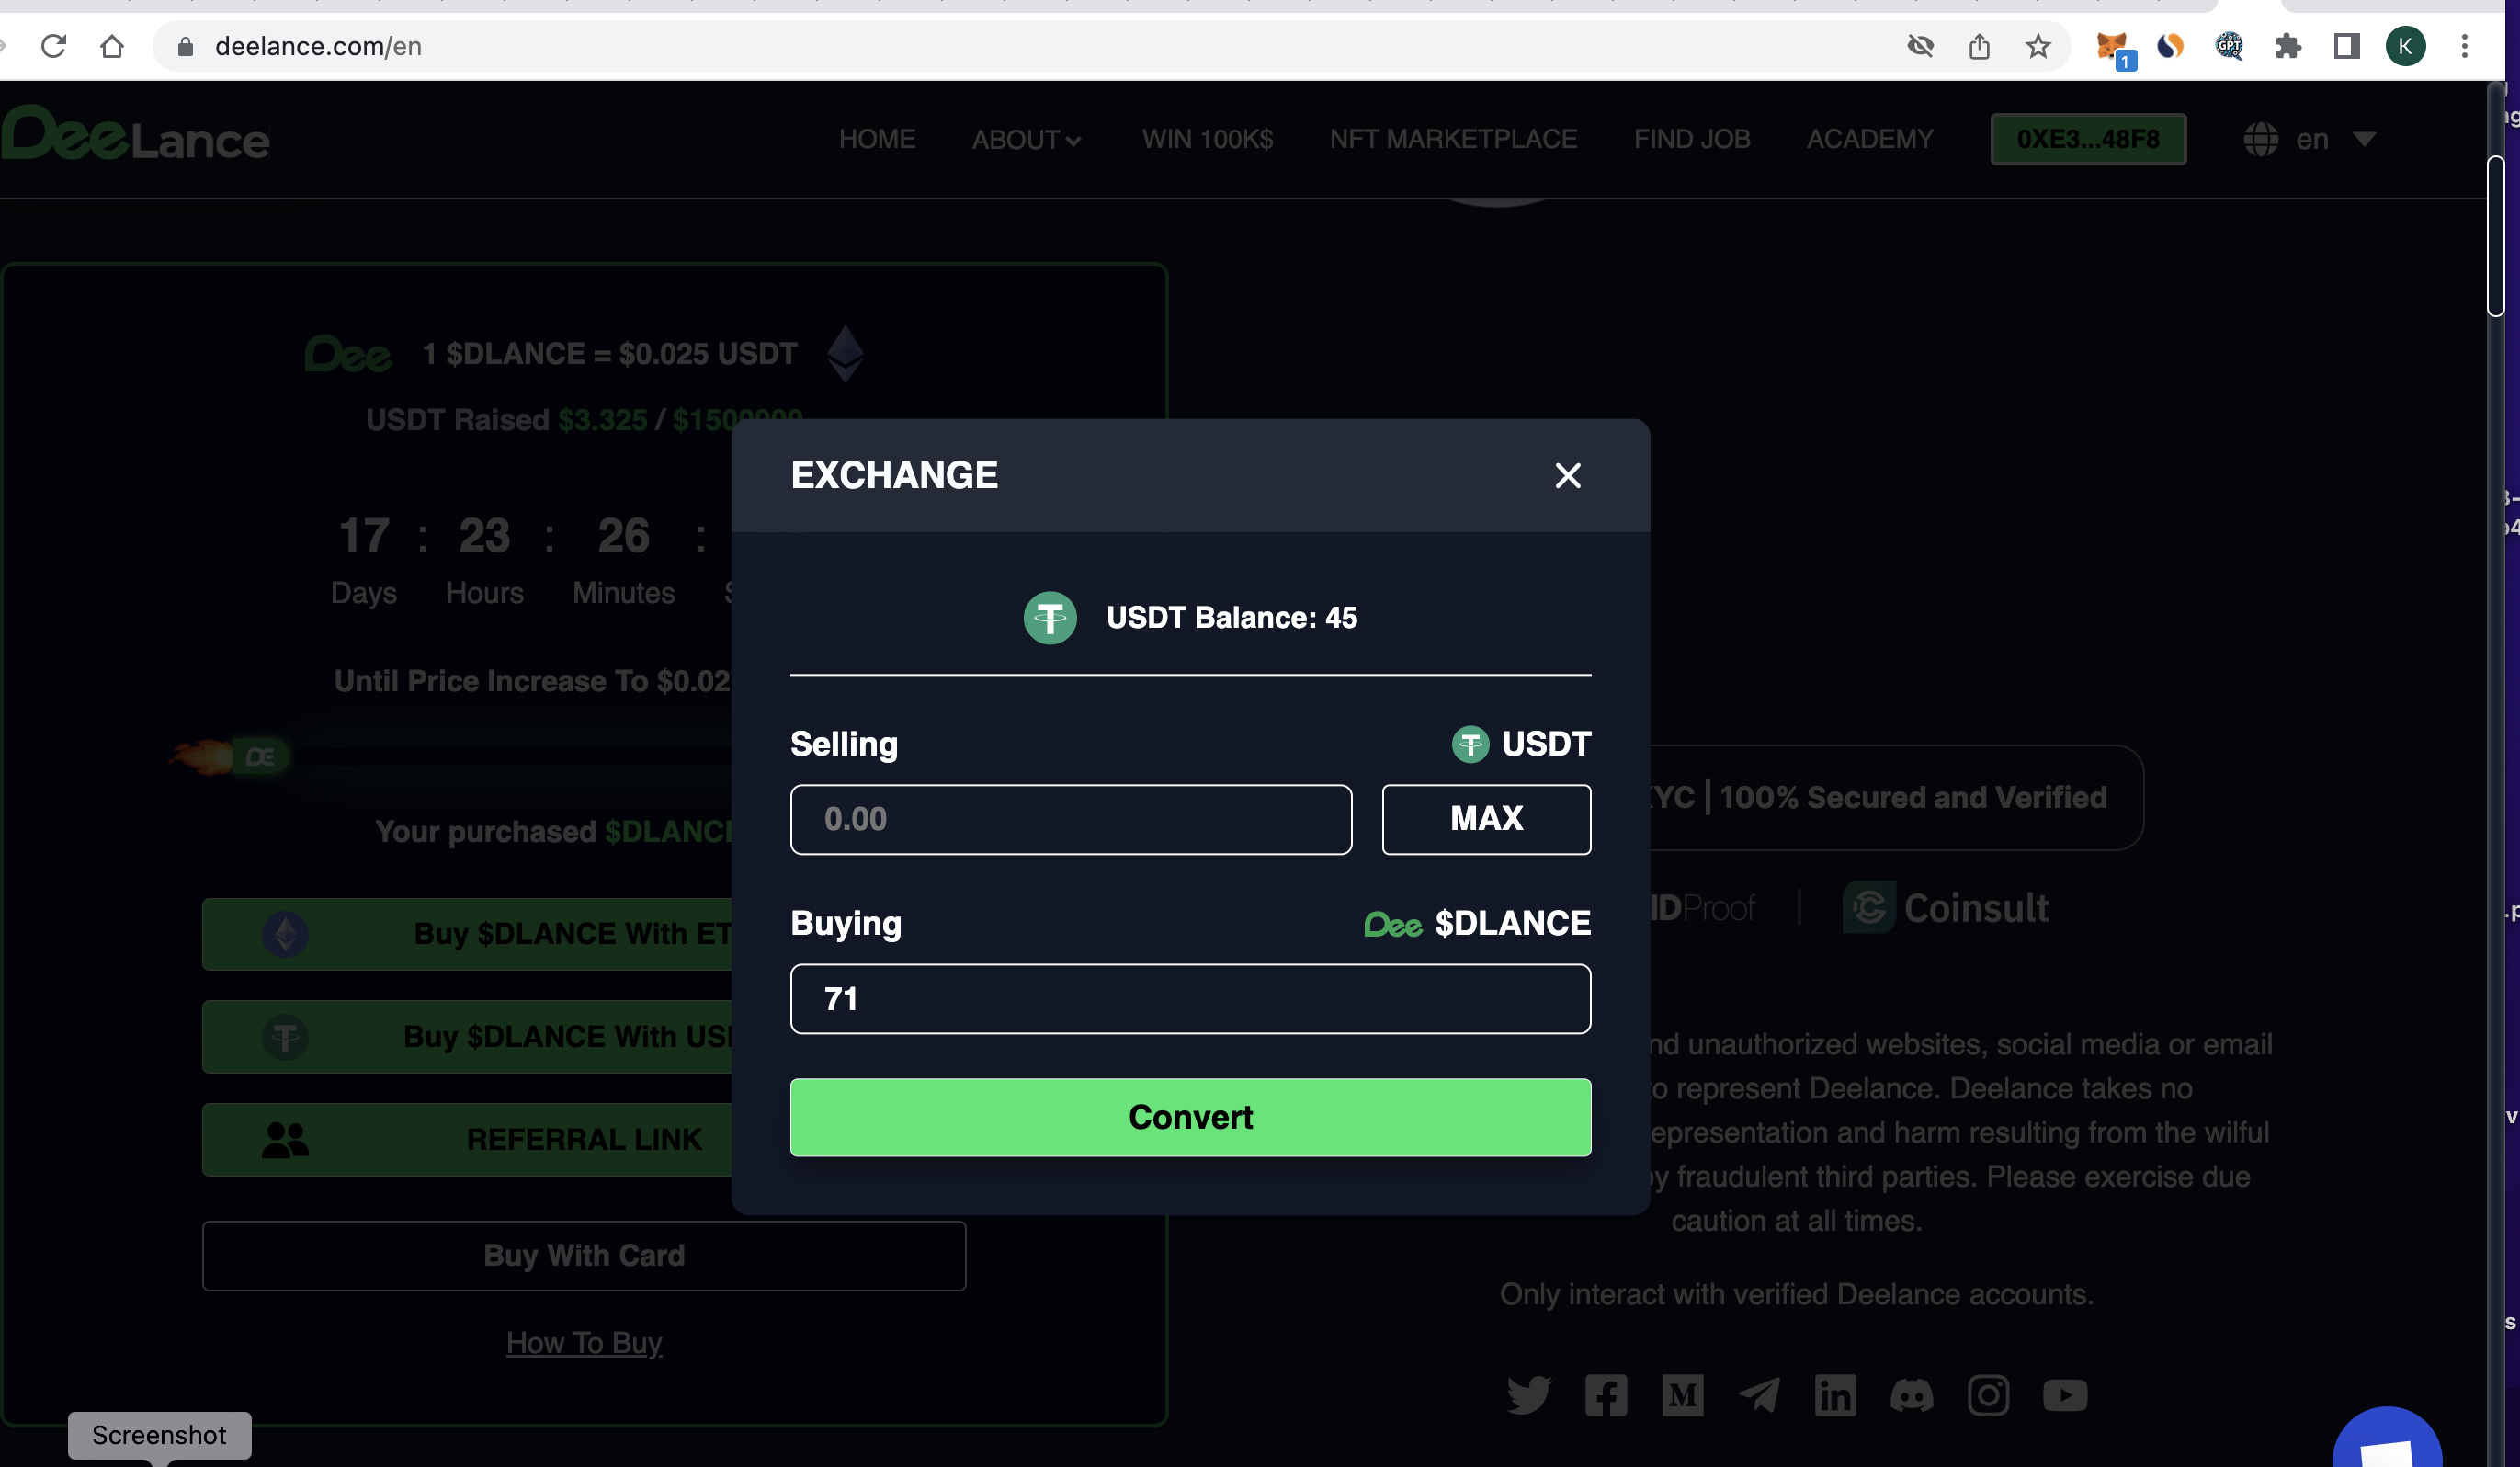 deelance.com/en
1
GPT
K
DeeLance
HOME
ABOUT
WIN 100K$
NFT MARKETPLACE
FIND JOB
ACADEMY
0XE3...48F8
en
Dee 1 $DLANCE = $0.025 USDT
USDT Raised $3.325 / $1500000
17 : 23 : 26 :
Days Hours Minutes
Until Price Increase To $0.02
DE
Your purchased $DLANC
Buy $DLANCE With ET
Buy $DLANCE With US
REFERRAL LINK
Buy With Card
How To Buy
EXCHANGE
USDT Balance: 45
Selling
USDT
0.00
MAX
Buying
Dee $DLANCE
71
Convert
YC | 100% Secured and Verified
IDProof | Coinsult
nd unauthorized websites, social media or email
o represent Deelance. Deelance takes no
epresentation and harm resulting from the wilful
y fraudulent third parties. Please exercise due
caution at all times.
Only interact with verified Deelance accounts.
Screenshot